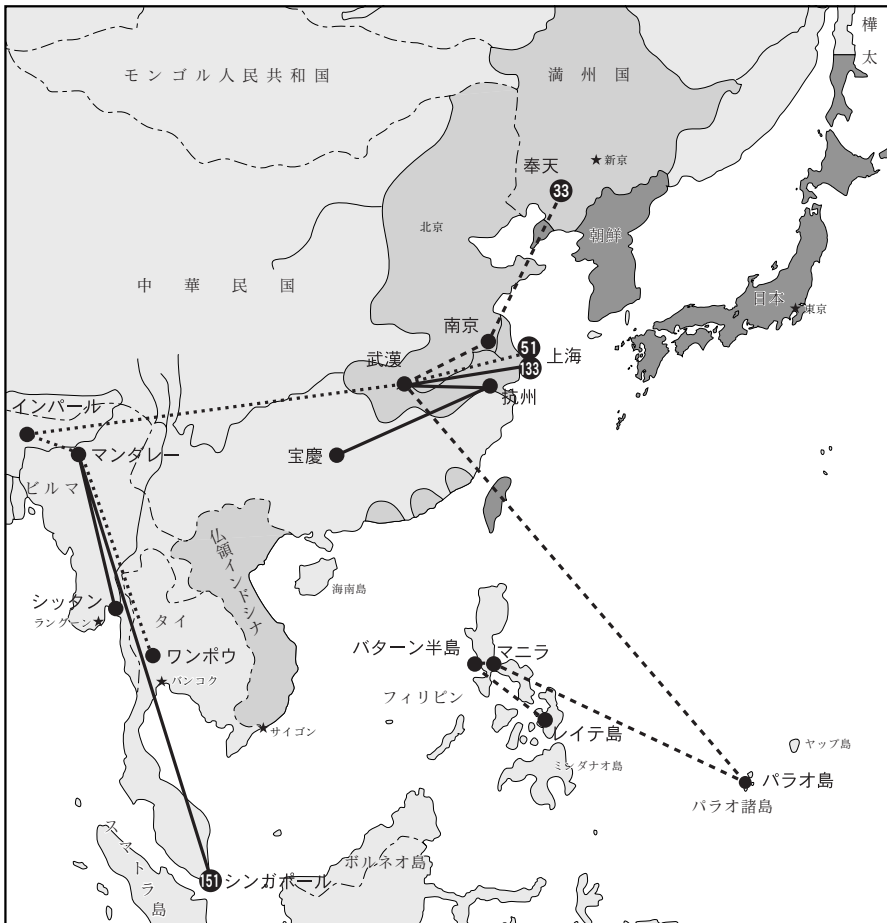 樺太
モンゴル人民共和国
満州国
奉天
★新京
33
北京
朝鮮
中華民国
日本
★東京
南京
51
上海
武漢
133
杭州
インパール
マンダレー
宝慶
ビルマ
仏領インドシナ
海南島
シッタン
ラングーン★
タイ
ワンポウ
★バンコク
バターン半島
マニラ
フィリピン
★サイゴン
レイテ島
ヤップ島
ミンダナオ島
パラオ島
パラオ諸島
スマトラ島
ボルネオ島
151
シンガポール